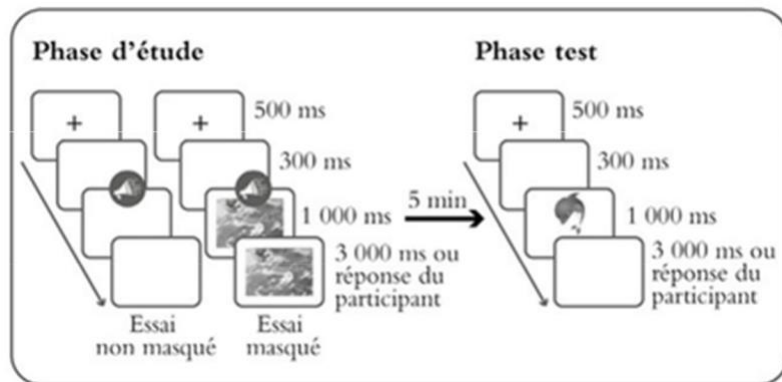 Phase d'étude
Phase test
+
+
500 ms
300 ms
1 000 ms
3 000 ms ou
réponse du
participant
Essai
non masqué
Essai
masqué
5 min
+
500 ms
300 ms
1 000 ms
3 000 ms ou
réponse du
participant